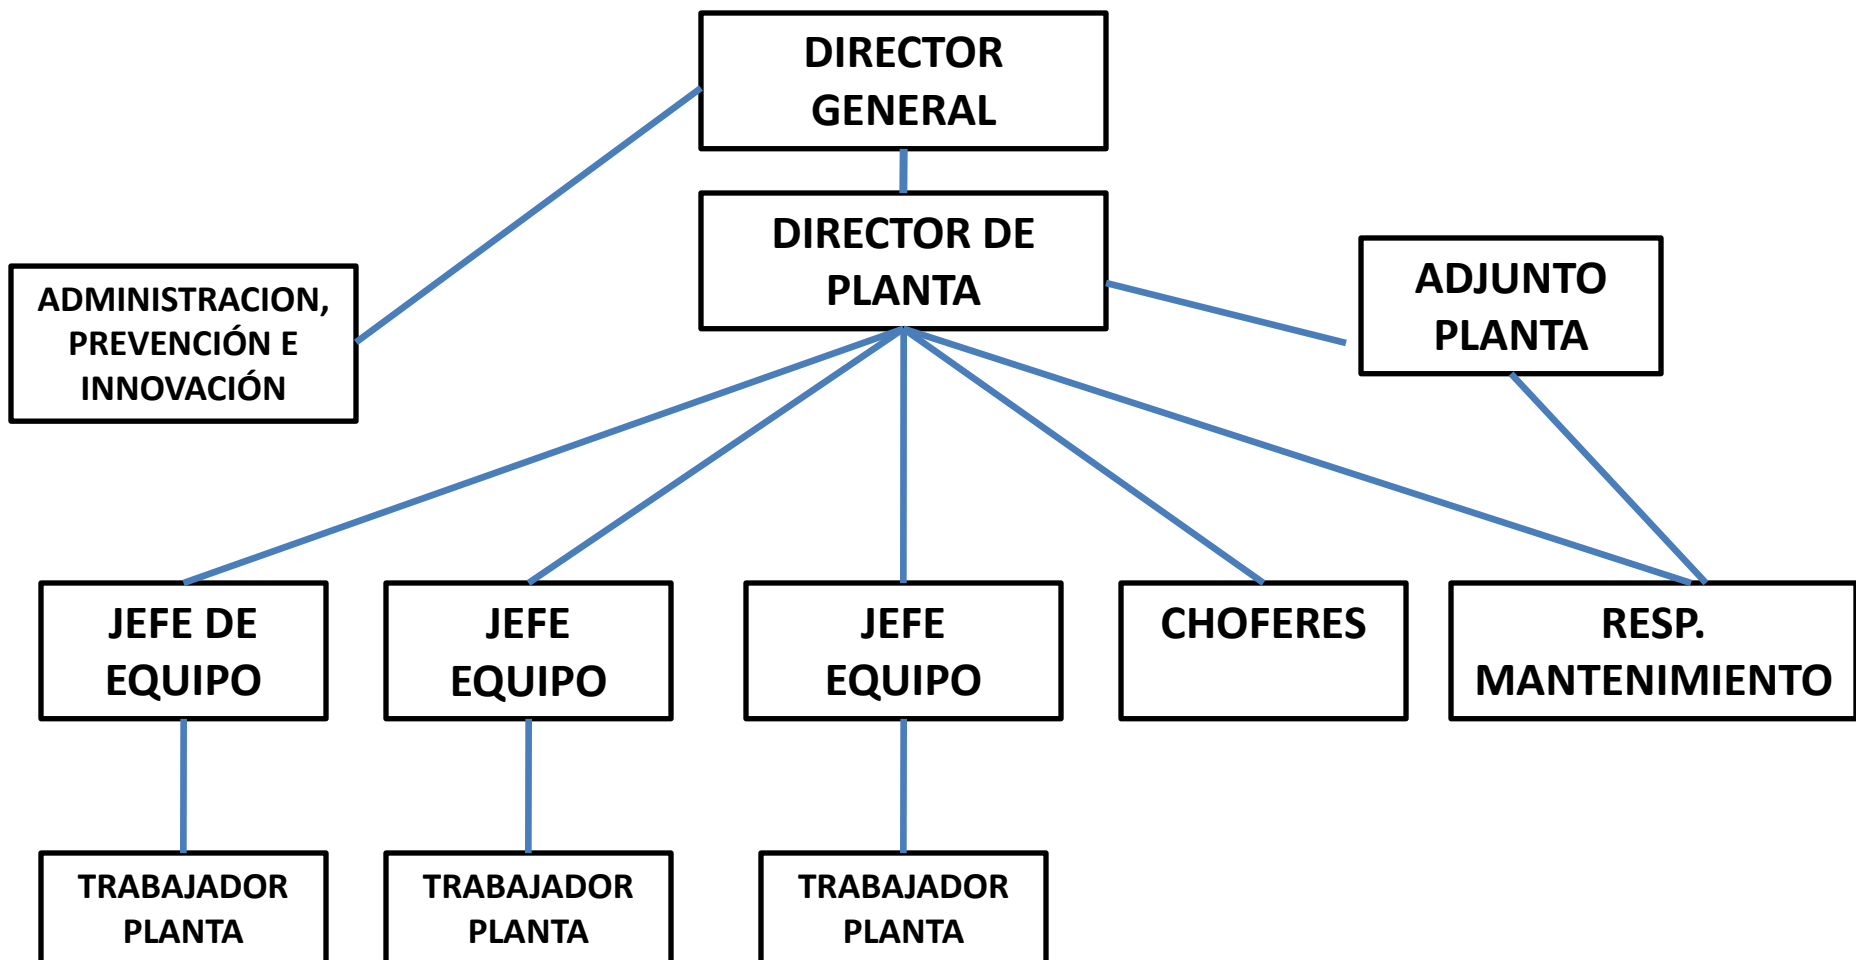 DIRECTOR
GENERAL
DIRECTOR DE
PLANTA
ADJUNTO
PLANTA
ADMINISTRACION,
PREVENCIÓN E
INNOVACIÓN
JEFE DE
EQUIPO
JEFE
EQUIPO
JEFE
EQUIPO
CHOFERES
RESP.
MANTENIMIENTO
TRABAJADOR
PLANTA
TRABAJADOR
PLANTA
TRABAJADOR
PLANTA